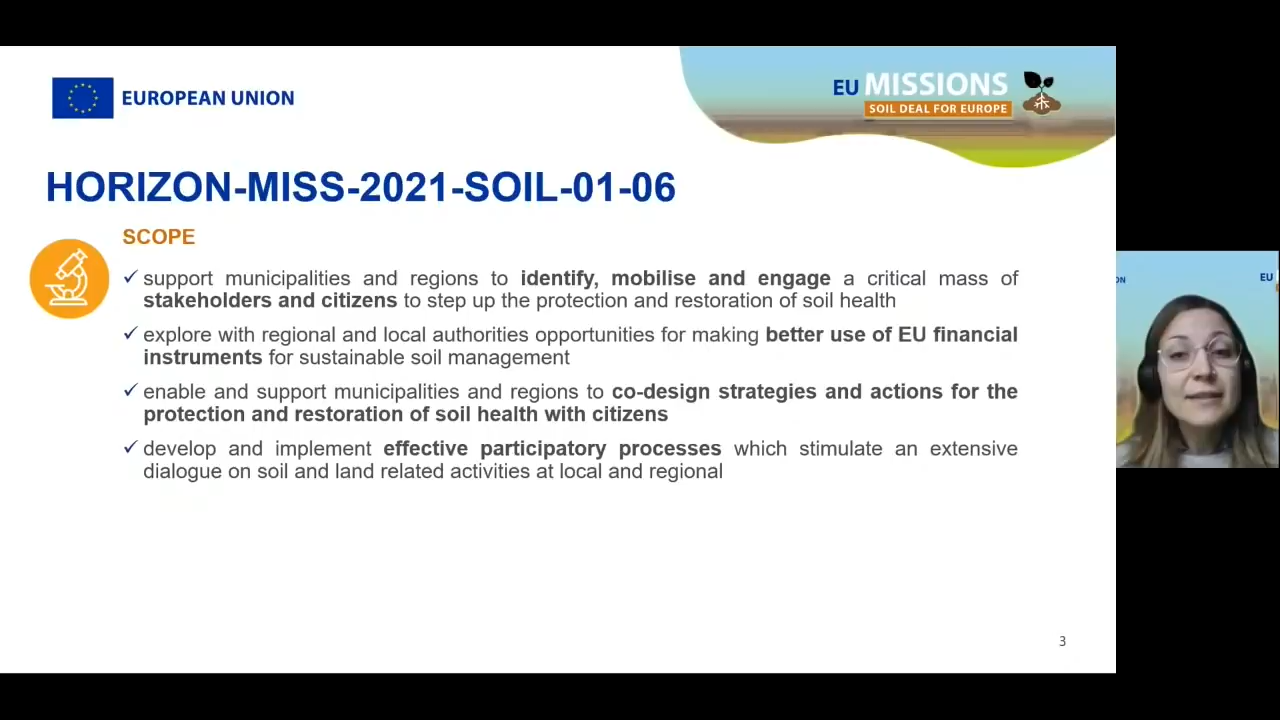 EUROPEAN UNION
EU MISSIONS
SOIL DEAL FOR EUROPE
HORIZON-MISS-2021-SOIL-01-06
SCOPE
support municipalities and regions to identify, mobilise and engage a critical mass of
stakeholders and citizens to step up the protection and restoration of soil health
explore with regional and local authorities opportunities for making better use of EU financial
instruments for sustainable soil management
enable and support municipalities and regions to co-design strategies and actions for the
protection and restoration of soil health with citizens
develop and implement effective participatory processes which stimulate an extensive
dialogue on soil and land related activities at local and regional
3
ON
EU